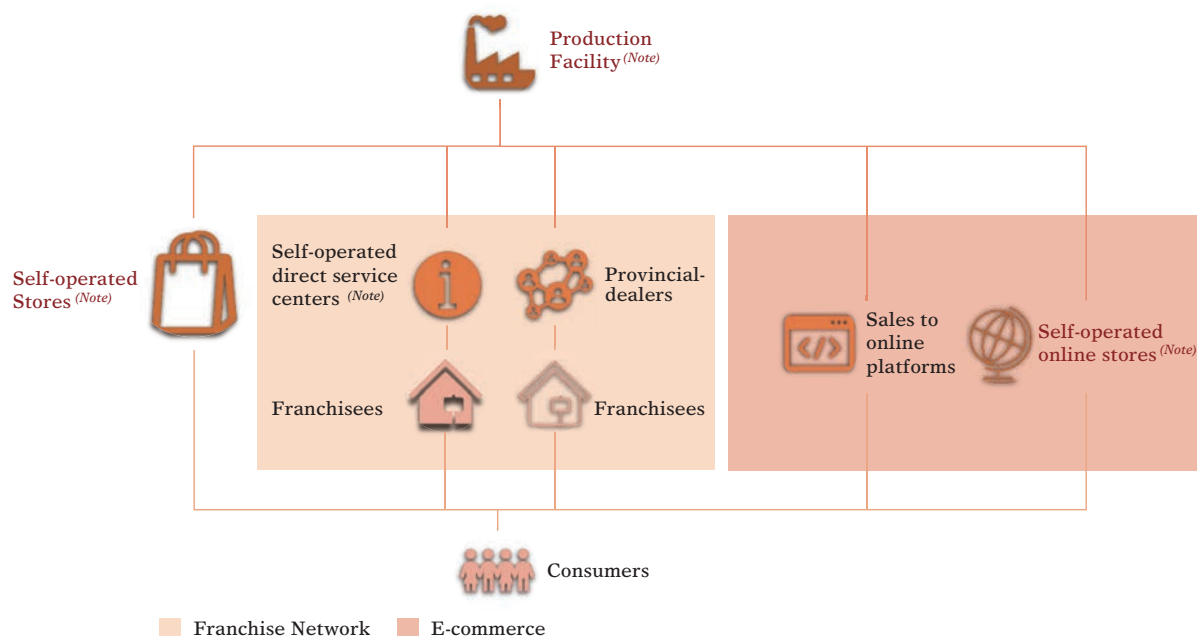 Production
Facility (Note)
Self-operated
Stores (Note)
Self-operated
direct service
centers (Note)
Provincial-
dealers
Franchisees
Franchisees
Sales to
online
platforms
Self-operated
online stores (Note)
Consumers
Franchise Network
E-commerce